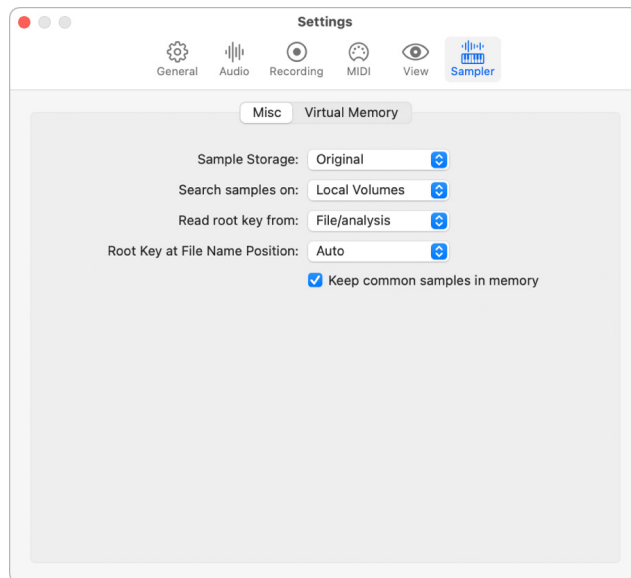 Settings
General Audio Recording MIDI View Sampler
Misc Virtual Memory
Sample Storage: Original
Search samples on: Local Volumes
Read root key from: File/analysis
Root Key at File Name Position: Auto
Keep common samples in memory